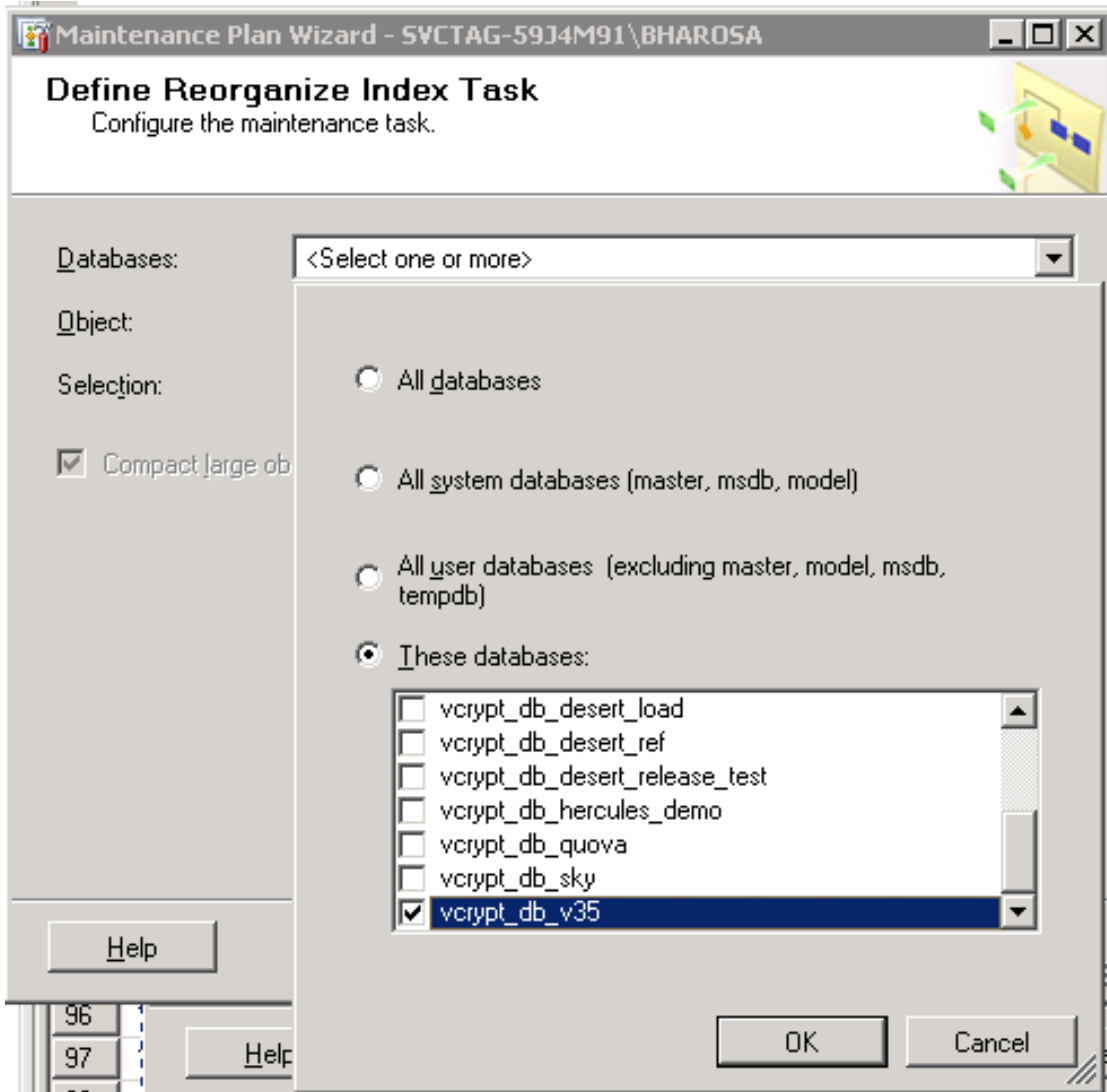 Maintenance Plan Wizard - SVCTAG-59J4M91\BHAROSA
Define Reorganize Index Task
Configure the maintenance task.
Databases:
<Select one or more>
Object:
Selection:
Compact large ob
All databases
All system databases (master, msdb, model)
All user databases (excluding master, model, msdb,
tempdb)
These databases:
vcrypt_db_desert_load
vcrypt_db_desert_ref
vcrypt_db_desert_release_test
vcrypt_db_hercules_demo
vcrypt_db_quova
vcrypt_db_sky
vcrypt_db_v35
Help
96
97
Help
OK
Cancel